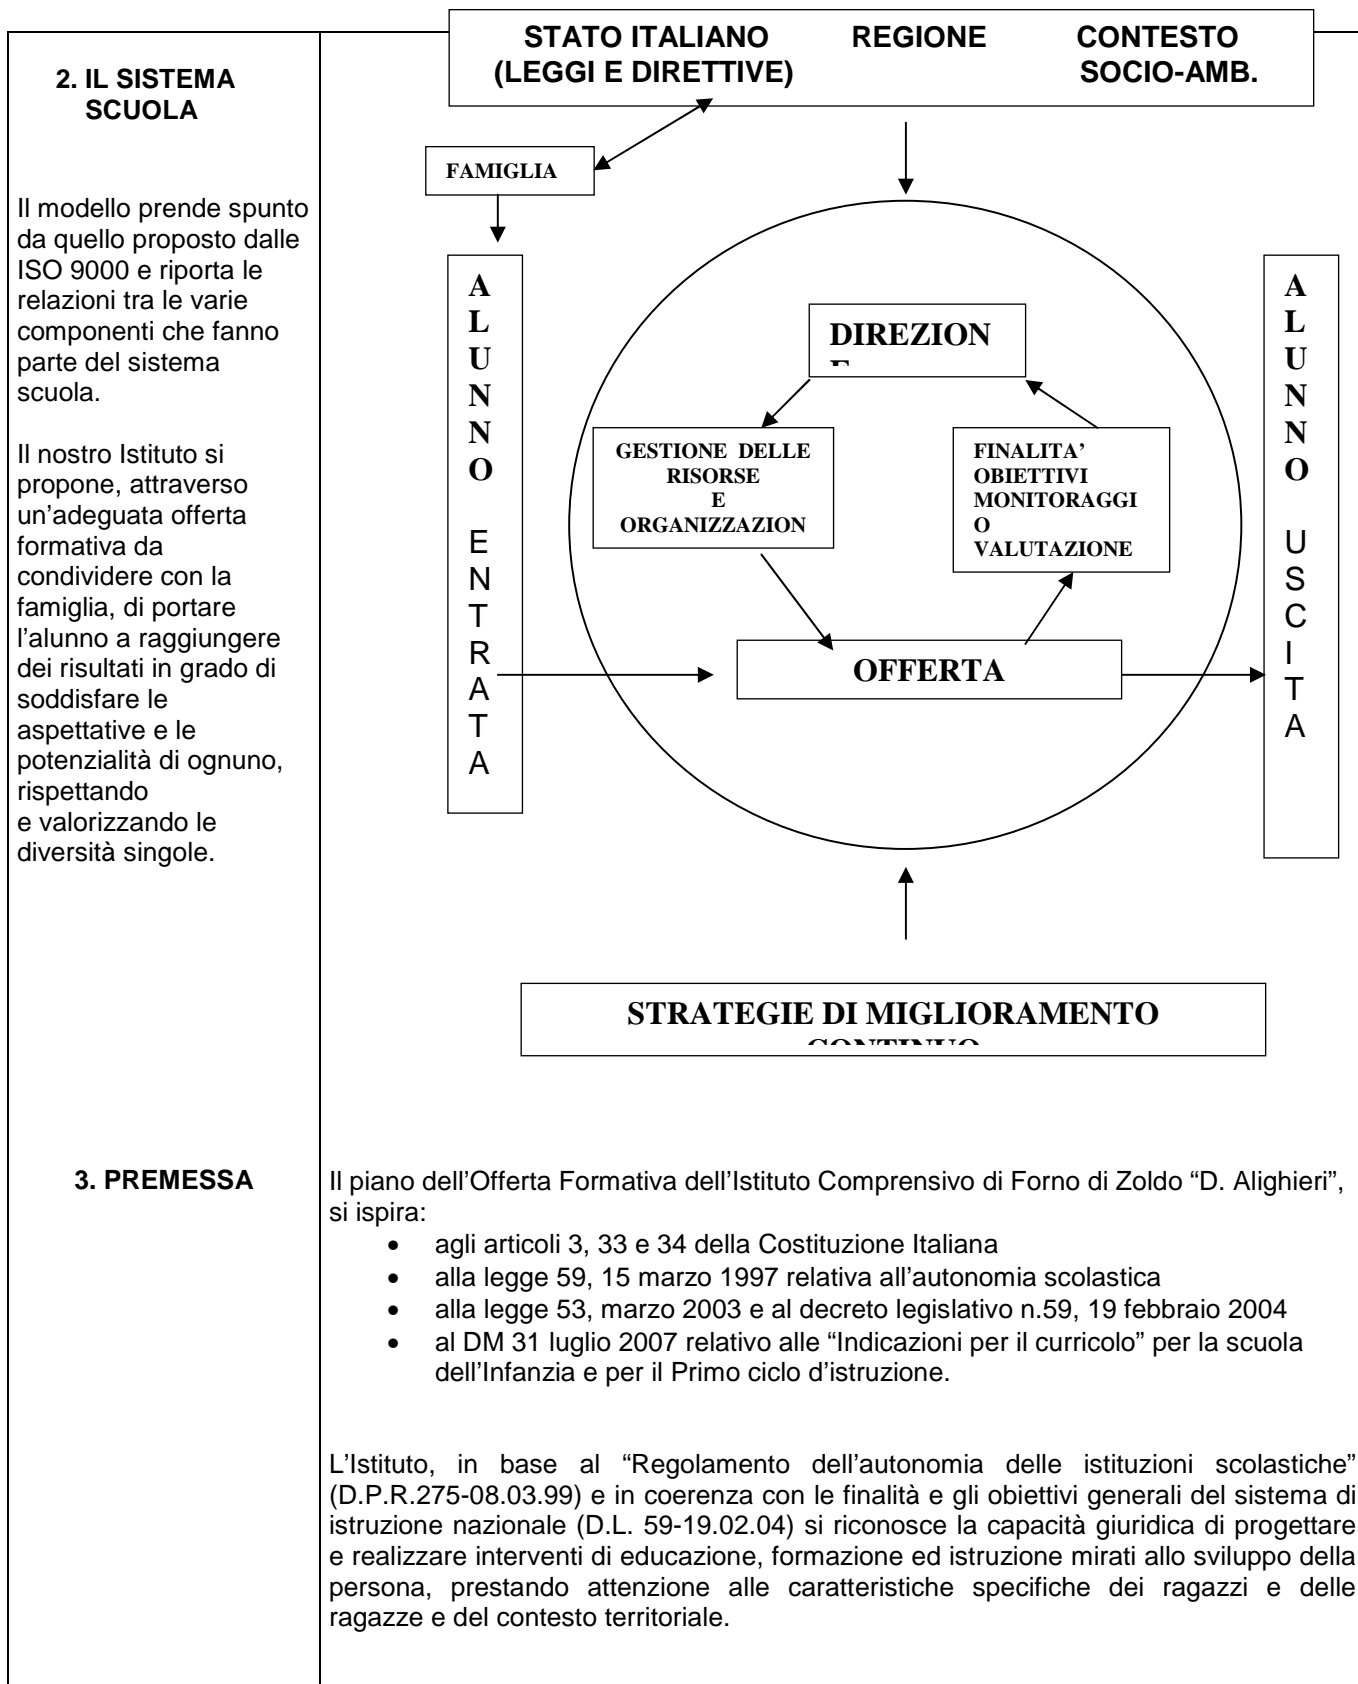 STATO ITALIANO REGIONE CONTESTO
(LEGGI E DIRETTIVE) SOCIO-AMB.
2. IL SISTEMA
SCUOLA
Il modello prende spunto
da quello proposto dalle
ISO 9000 e riporta le
relazioni tra le varie
componenti che fanno
parte del sistema
scuola.
Il nostro Istituto si
propone, attraverso
un’adeguata offerta
formativa da
condividere con la
famiglia, di portare
l’alunno a raggiungere
dei risultati in grado di
soddisfare le
aspettative e le
potenzialità di ognuno,
rispettando
e valorizzando le
diversità singole.
FAMIGLIA
A
L
U
N
N
O
E
N
T
R
A
T
A
DIREZION
GESTIONE DELLE
RISORSE
E
ORGANIZZAZION
FINALITA’
OBIETTIVI
MONITORAGGI
O
VALUTAZIONE
OFFERTA
A
L
U
N
N
O
U
S
C
I
T
A
STRATEGIE DI MIGLIORAMENTO
CONTINUO
3. PREMESSA
Il piano dell’Offerta Formativa dell’Istituto Comprensivo di Forno di Zoldo “D. Alighieri”,
si ispira:
• agli articoli 3, 33 e 34 della Costituzione Italiana
• alla legge 59, 15 marzo 1997 relativa all’autonomia scolastica
• alla legge 53, marzo 2003 e al decreto legislativo n.59, 19 febbraio 2004
• al DM 31 luglio 2007 relativo alle “Indicazioni per il curricolo” per la scuola
dell’Infanzia e per il Primo ciclo d’istruzione.
L’Istituto, in base al “Regolamento dell’autonomia delle istituzioni scolastiche”
(D.P.R.275-08.03.99) e in coerenza con le finalità e gli obiettivi generali del sistema di
istruzione nazionale (D.L. 59-19.02.04) si riconosce la capacità giuridica di progettare
e realizzare interventi di educazione, formazione ed istruzione mirati allo sviluppo della
persona, prestando attenzione alle caratteristiche specifiche dei ragazzi e delle
ragazze e del contesto territoriale.